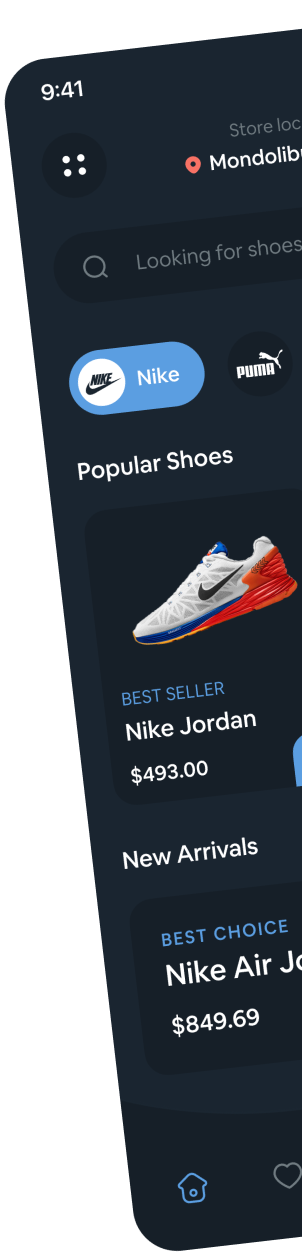 9:41
Store loc
Mondolibu
Looking for shoes
NIKE
Nike
PUMA
Popular Shoes
BEST SELLER
Nike Jordan
$493.00
New Arrivals
BEST CHOICE
Nike Air Jo
$849.69